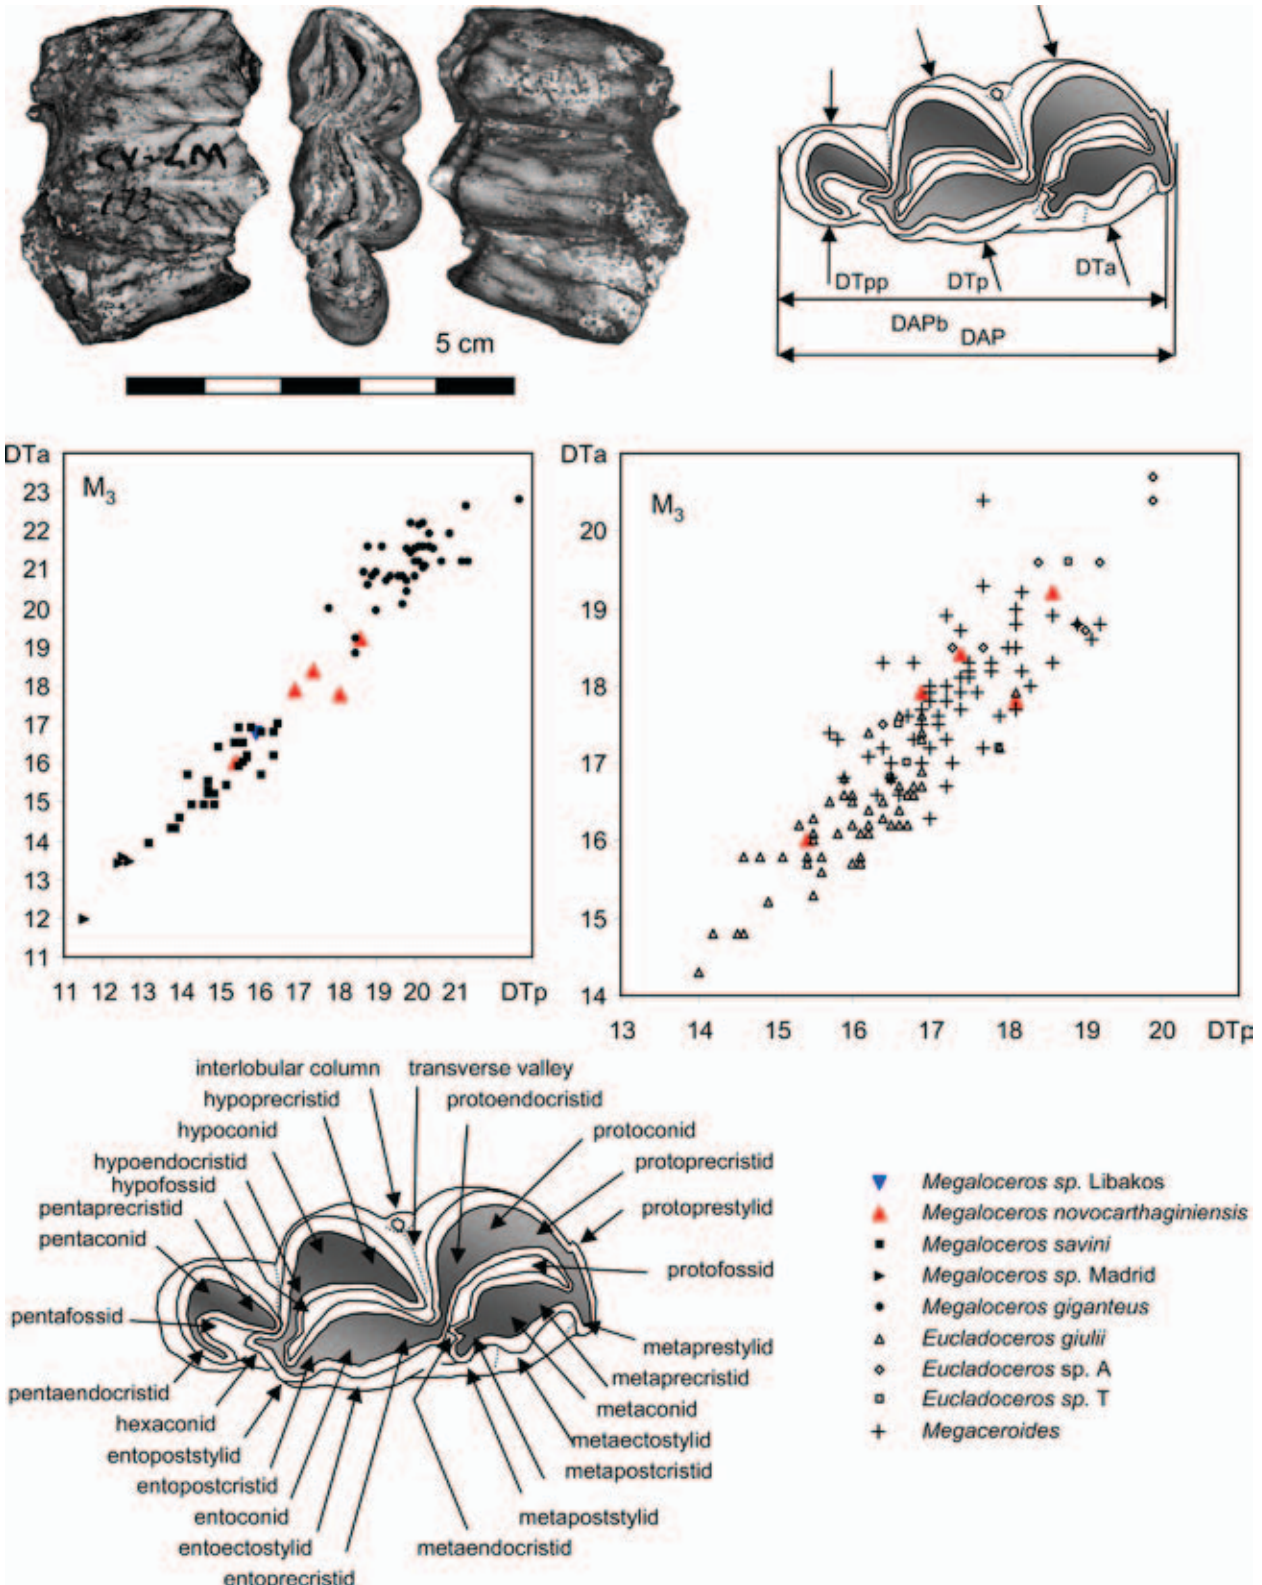 CV-LM
173
5 cm
DTpp
DTp
DTa
DAPb
DAP
DTa
M3
23
22
21
20
19
18
17
16
15
14
13
12
11
11 12 13 14 15 16 17 18 19 20 21 DTp
DTa
M3
20
19
18
17
16
15
14
13 14 15 16 17 18 19 20 DTp
interlobular column
transverse valley
hypoprecristid
protoendocristid
hypoconid
protoconid
hypoendocristid
protoprecristid
hypofossid
pentaprecristid
protoprestylid
pentaconid
protofossid
pentafossid
metaprestylid
metaprecristid
pentaendocristid
metaconid
hexaconid
metaectostylid
entopoststylid
metapostcristid
entopostcristid
entoconid
metapoststylid
entoectostylid
metaendocristid
entoprecristid
Megaloceros sp. Libakos
Megaloceros novocarthaginiensis
Megaloceros savini
Megaloceros sp. Madrid
Megaloceros giganteus
Eucladoceros giulii
Eucladoceros sp. A
Eucladoceros sp. T
Megaceroides